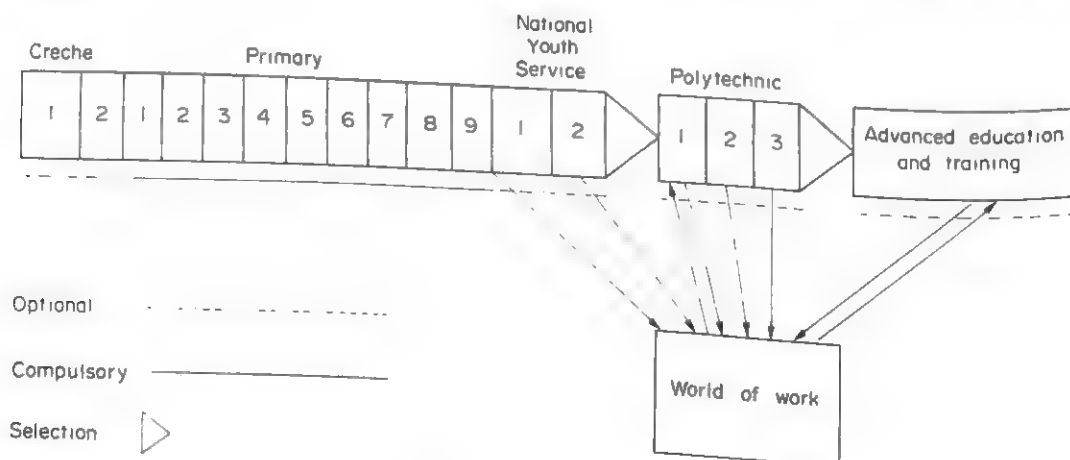 National
Youth
Service
Creche
Primary
Polytechnic
1 2 1 2 3 4 5 6 7 8 9 1 2
1 2 3
Advanced education
and training
Optional
Compulsory
Selection
World of work